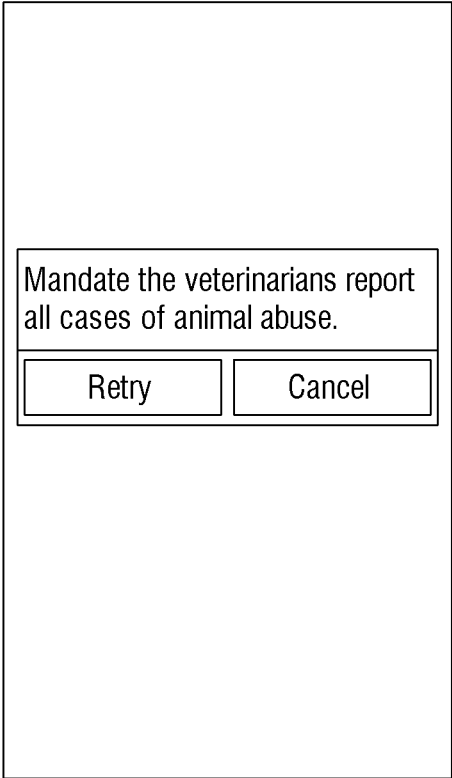 Mandate the veterinarians report
all cases of animal abuse.
Retry
Cancel